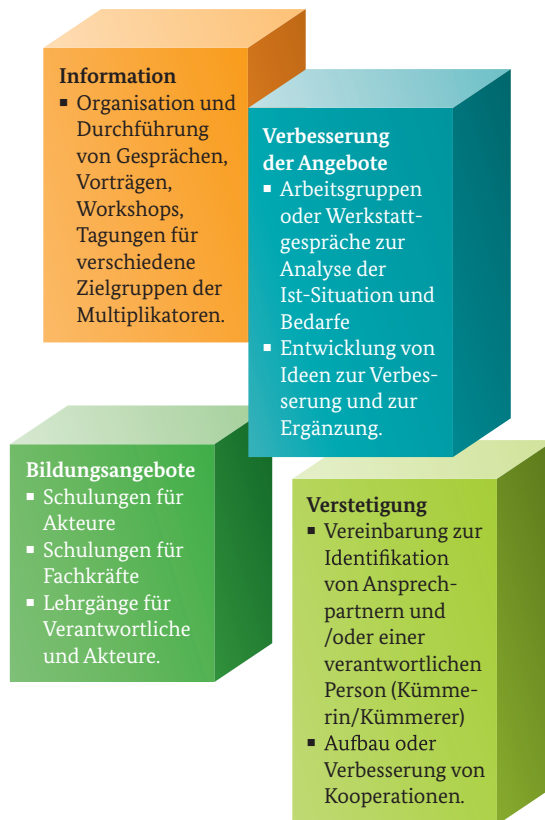 Information
▪ Organisation und
Durchführung
von Gesprächen,
Vorträgen,
Workshops,
Tagungen für
verschiedene
Zielgruppen der
Multiplikatoren.
Verbesserung
der Angebote
▪ Arbeitsgruppen
oder Werkstatt-
gespräche zur
Analyse der
Ist-Situation und
Bedarfe
▪ Entwicklung von
Ideen zur Verbes-
serung und zur
Ergänzung.
Bildungsangebote
▪ Schulungen für
Akteure
▪ Schulungen für
Fachkräfte
▪ Lehrgänge für
Verantwortliche
und Akteure.
Verstetigung
▪ Vereinbarung zur
Identifikation
von Ansprech-
partnern und
/oder einer
verantwortlichen
Person (Kümme-
rin/Kümmerer)
▪ Aufbau oder
Verbesserung von
Kooperationen.